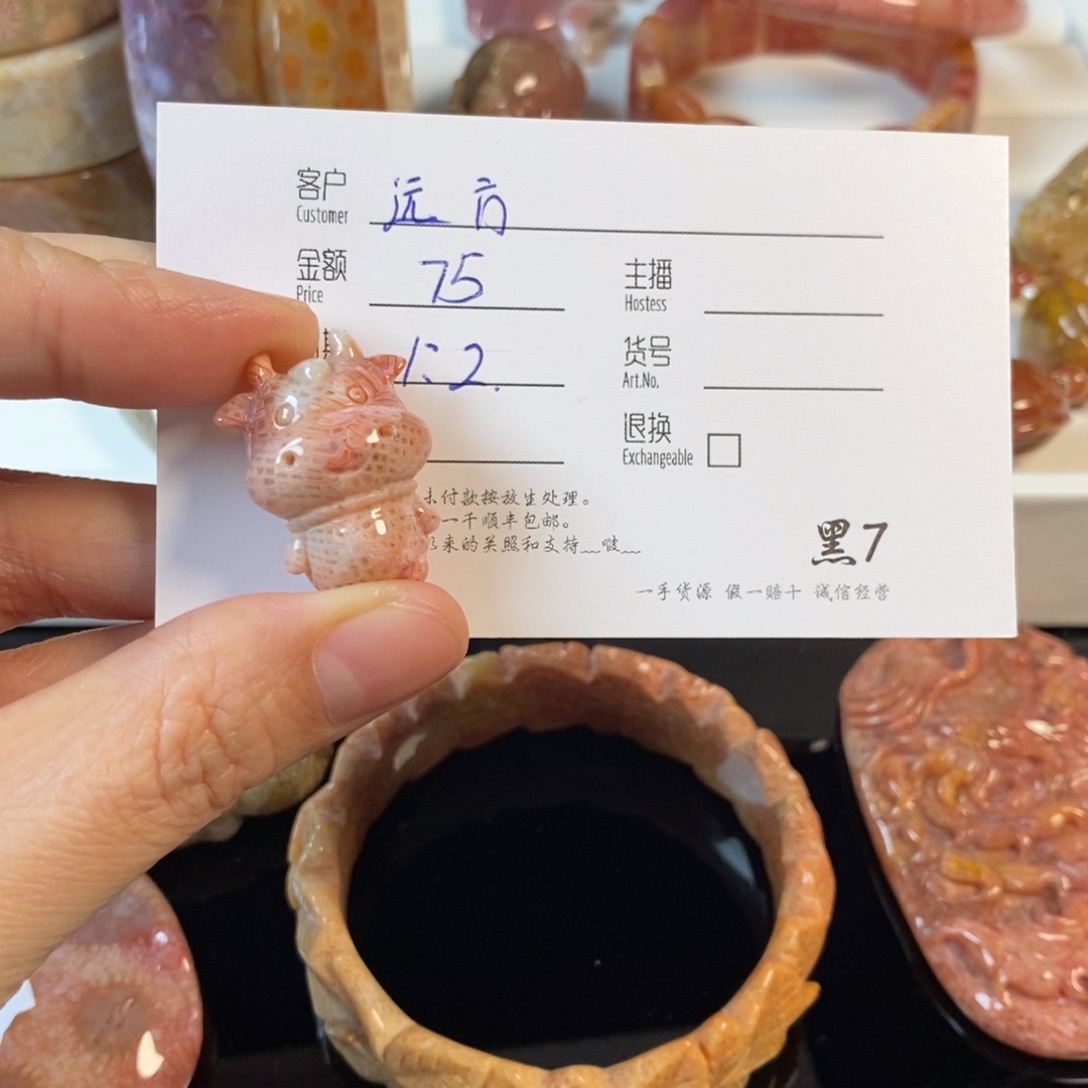 客户 远方
Customer
金额 75 主播
Price Hostess
1:2. 货号
Art.No.
退换
Exchangeable
未付款按放生处理。
一千顺丰包邮。
来的关照和支持
黑7
一手货源 假一赔十 诚信经营